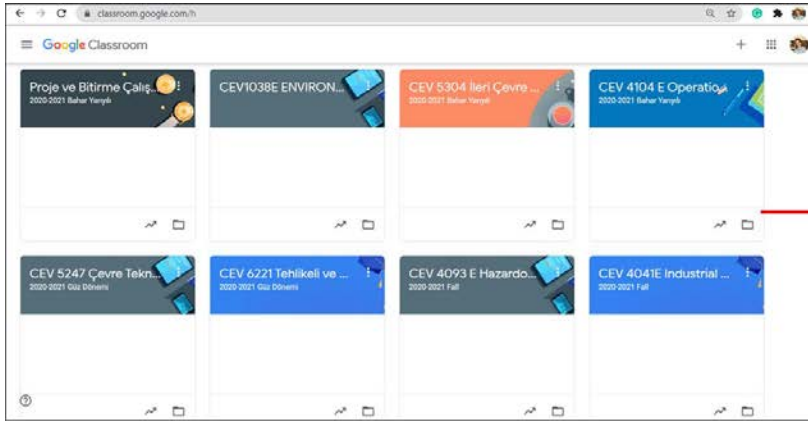 classroom.google.com/h
Google Classroom
Proje ve Bitirme Çalış...
2020-2021 Bahar Yarıyılı
CEV1038E ENVIRON...
CEV 5304 İleri Çevre ...
2020-2021 Bahar Yarıyılı
CEV 4104 E Operatio...
2020-2021 Bahar Yarıyılı
CEV 5247 Çevre Tekn...
2020-2021 Güz Dönemi
CEV 6221 Tehlikeli ve ...
2020-2021 Güz Dönemi
CEV 4093 E Hazardo...
2020-2021 Fall
CEV 4041E Industrial ...
2020-2021 Fall